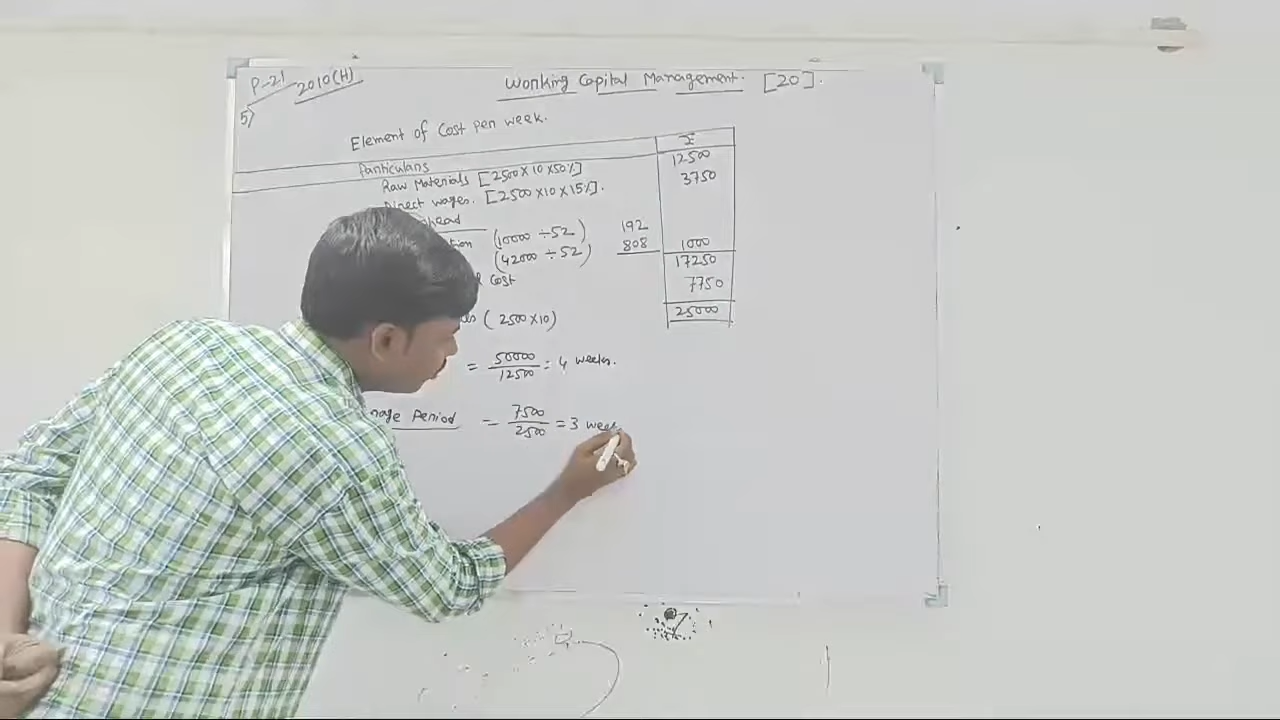 P-21 2010(H)
Working Capital Management. [20].
5)
Element of Cost per week.
Particulars ₹
Raw Materials [2500 x 10 x 50%] 12500
Direct wages. [2500 x 10 x 15%]. 3750
(10000 ÷ 52) 192
(42000 ÷ 52) 808 1000
Cost 17250
7750
(2500 x 10) 25000
= 50000 / 12500 = 4 weeks.
Period = 7500 / 2500 = 3 week